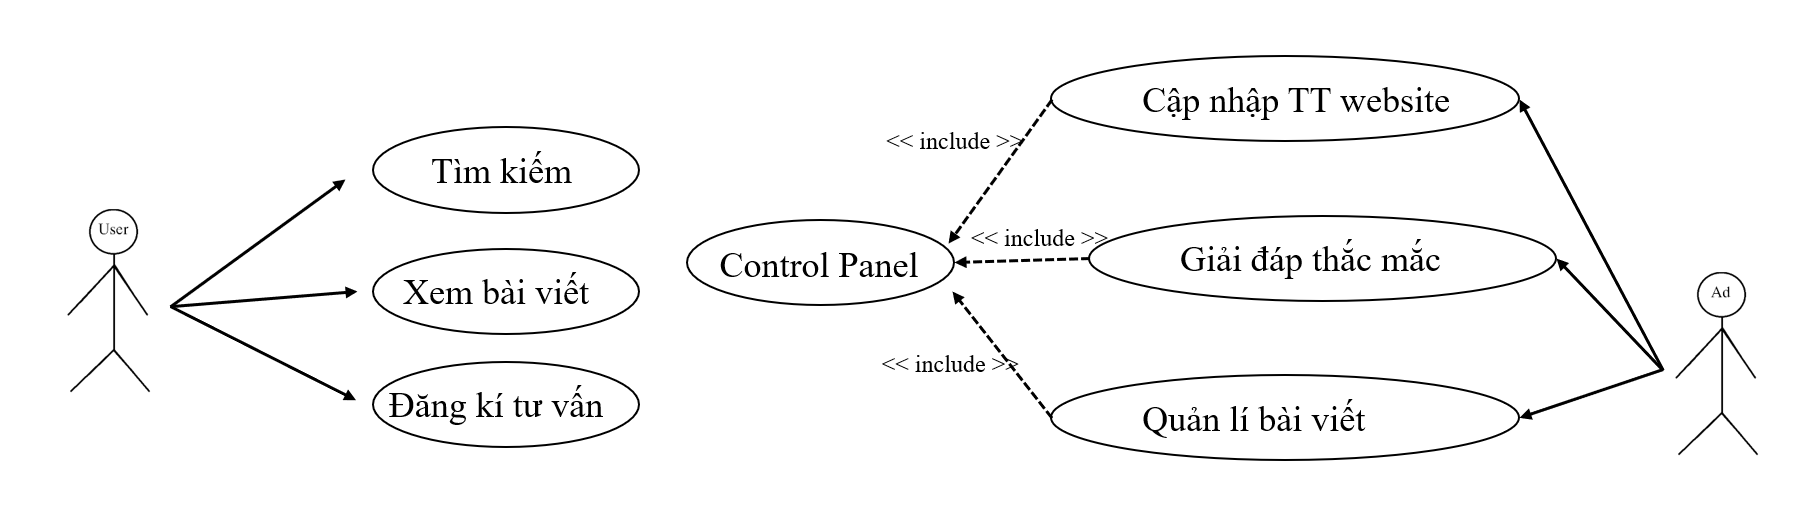 User
Tìm kiếm
Xem bài viết
Đăng kí tư vấn
Control Panel
<< include >>
<< include >>
<< include >>
Cập nhập TT website
Giải đáp thắc mắc
Quản lí bài viết
Ad